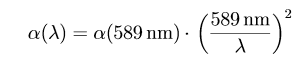 α(λ) = α(589 nm) · (589 nm / λ)²